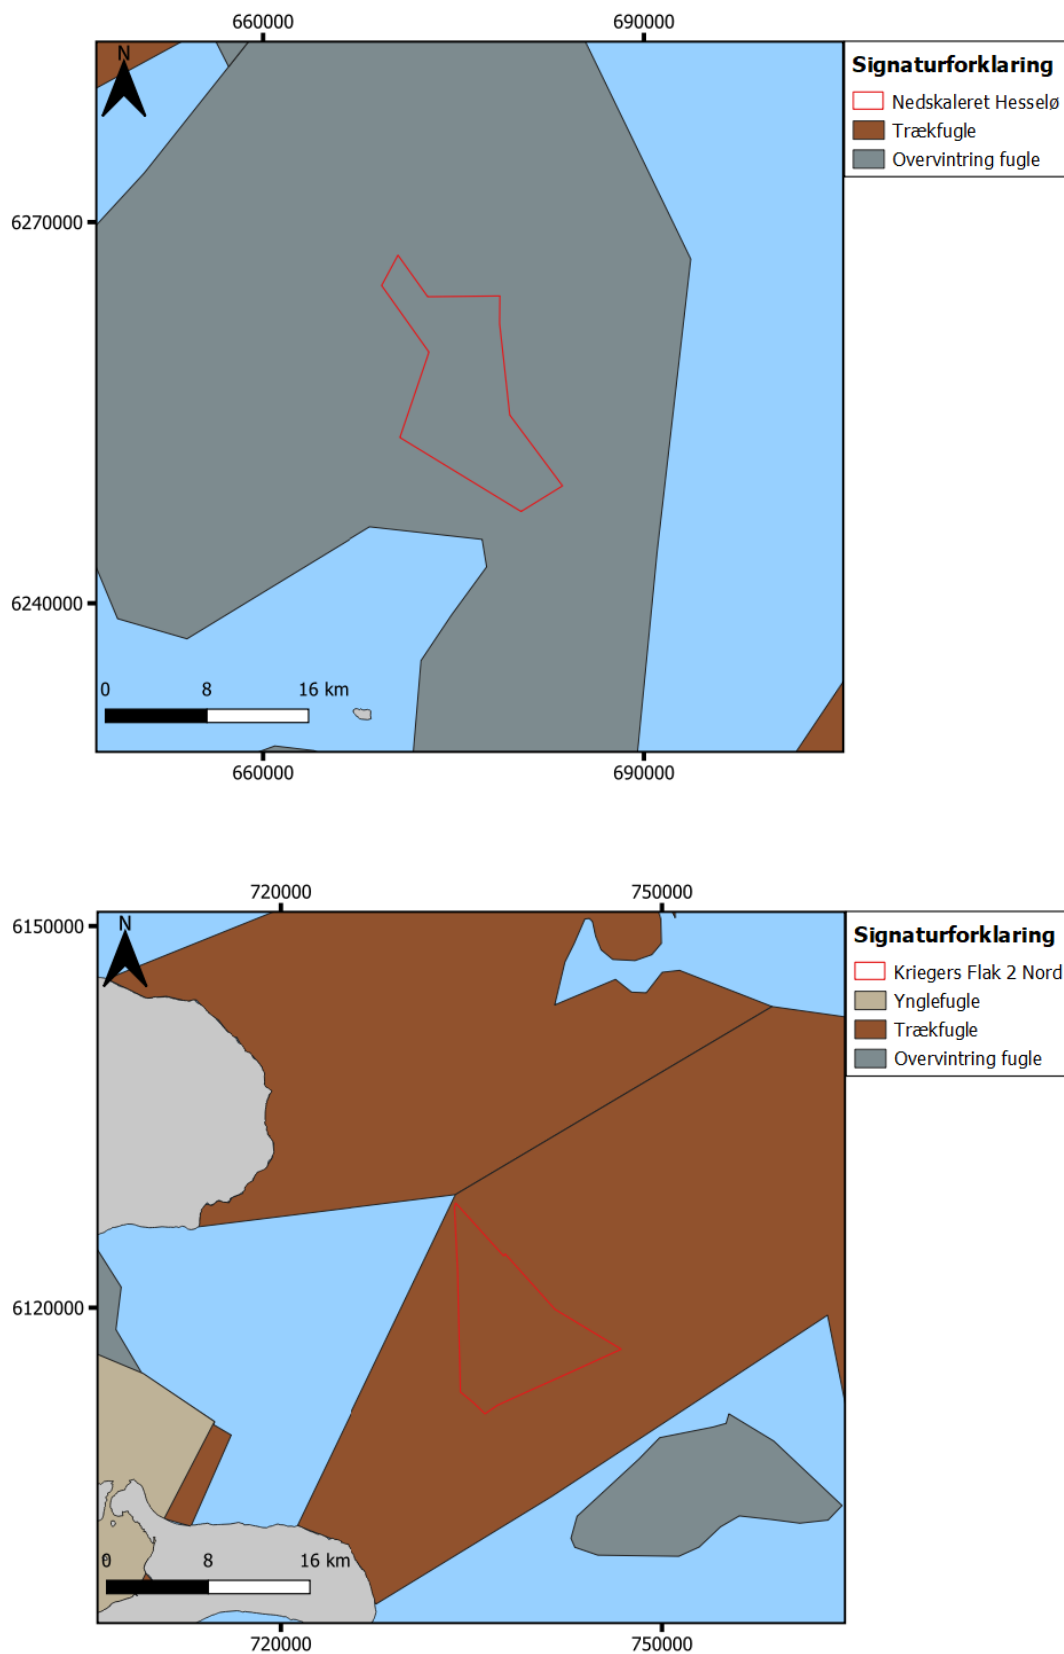 660000 690000
N
Signaturforklaring
Nedskaleret Hesselø
Trækfugle
Overvintring fugle
6270000
6240000
0 8 16 km
660000 690000
720000 750000
6150000
N
Signaturforklaring
Kriegers Flak 2 Nord
Ynglefugle
Trækfugle
Overvintring fugle
6120000
0 8 16 km
720000 750000